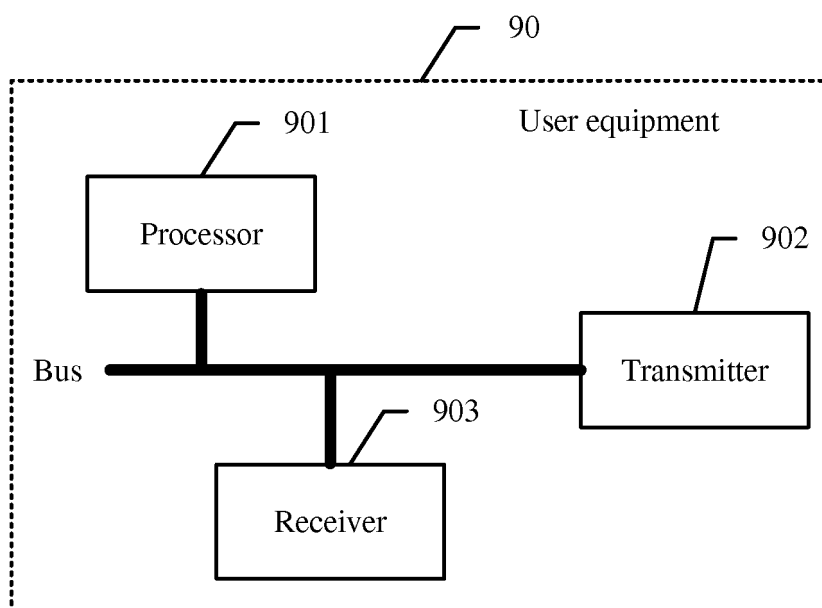 90
901
User equipment
Processor
902
Bus
Transmitter
903
Receiver